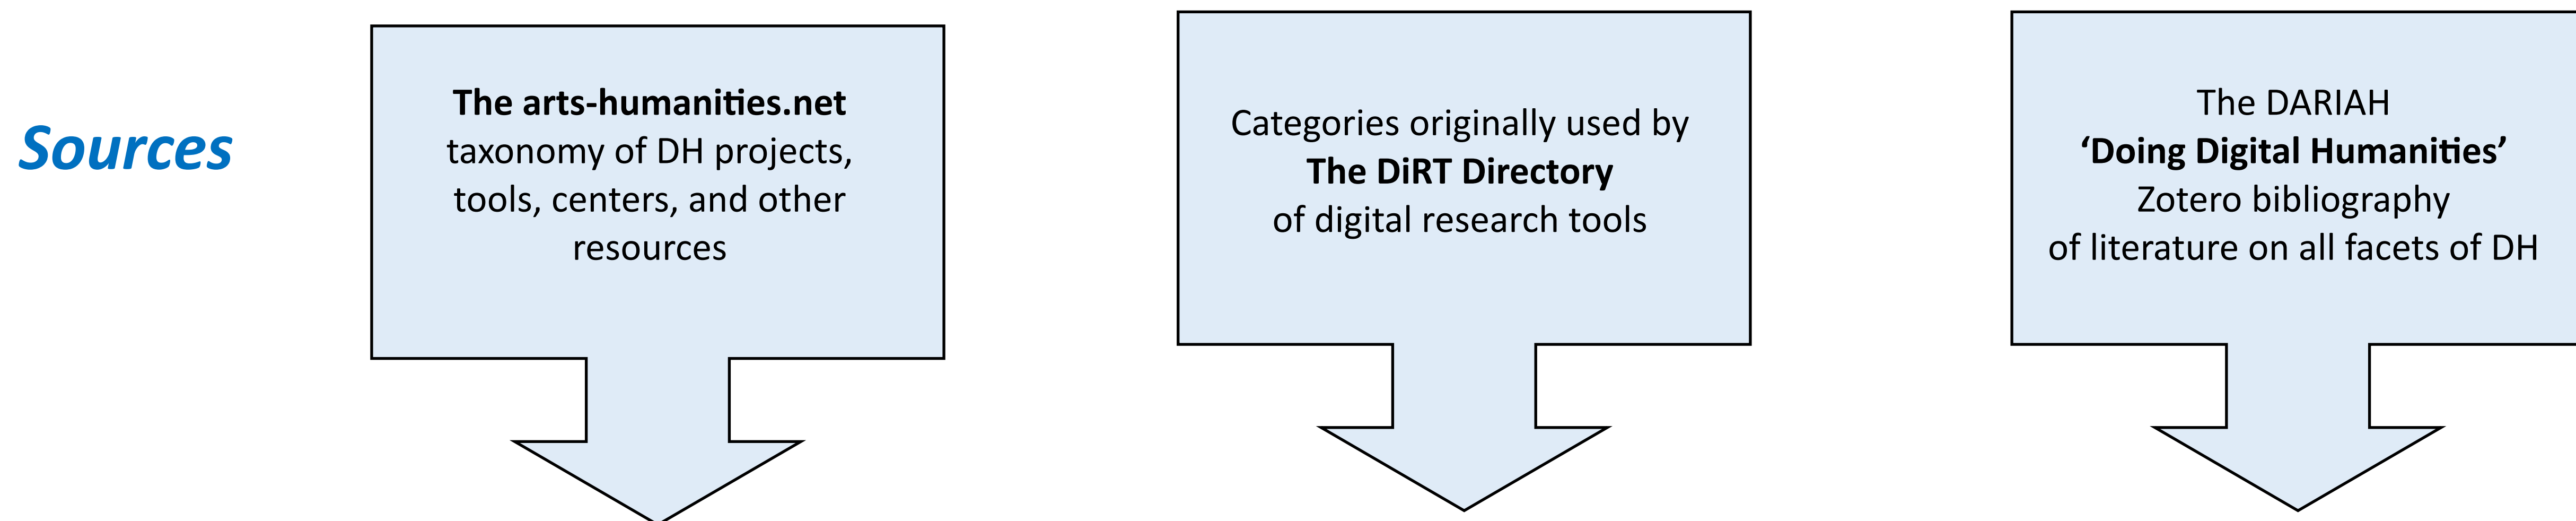 Sources
The arts-humanities.net
taxonomy of DH projects,
tools, centers, and other
resources
Categories originally used by
The DiRT Directory
of digital research tools
The DARIAH
‘Doing Digital Humanities’
Zotero bibliography
of literature on all facets of DH